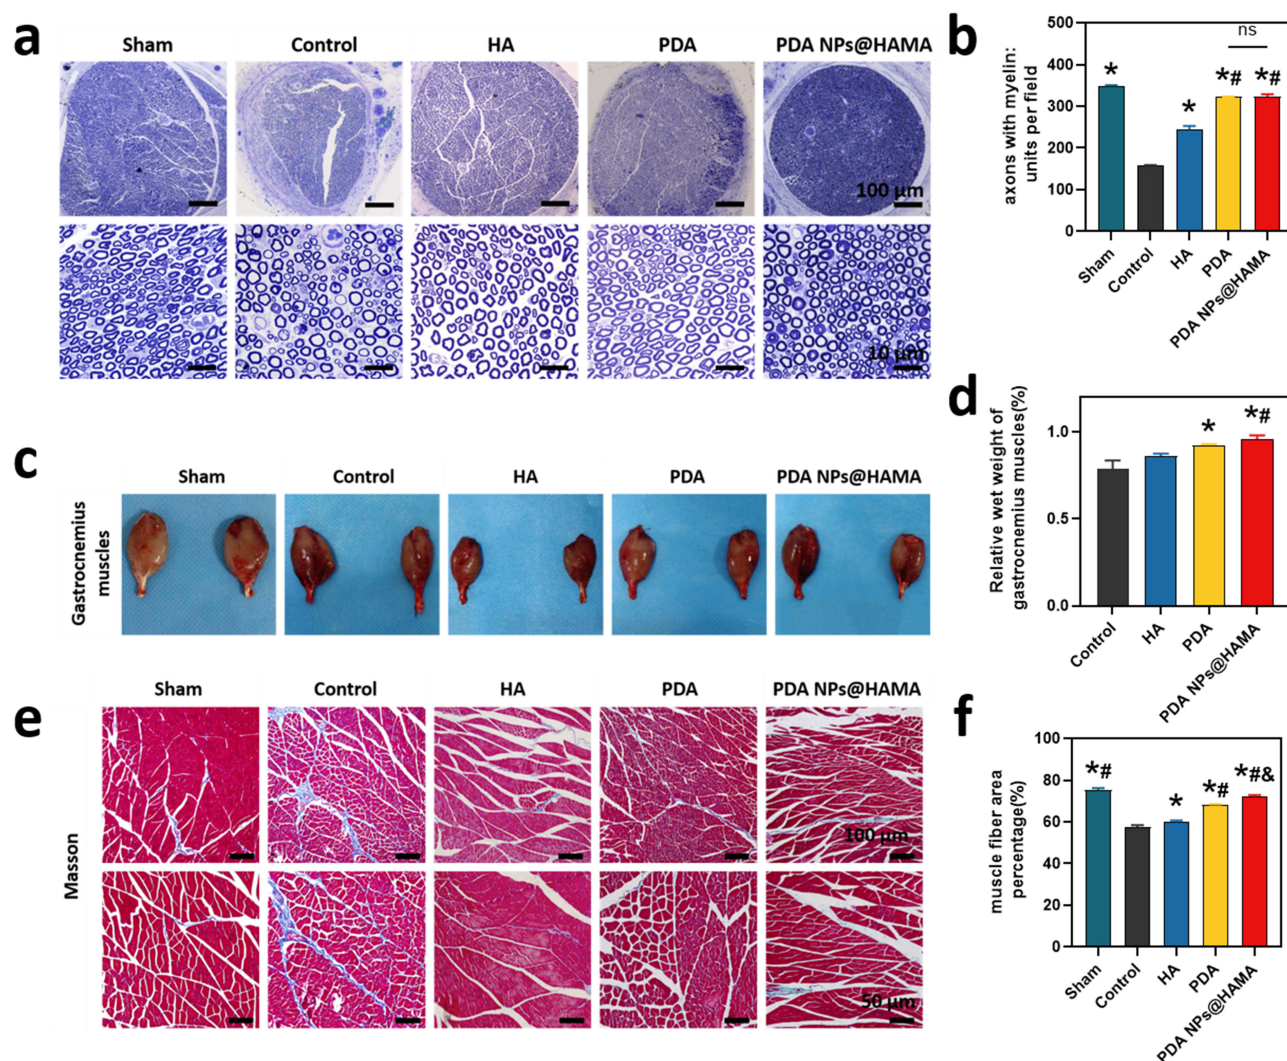 a
Sham
Control
HA
PDA
PDA NPs@HAMA
100 µm
10 µm
b
axons with myelin:
units per field
500
400
300
200
100
0
ns
*
*
*#
*#
Sham
Control
HA
PDA
PDA NPs@HAMA
c
Sham
Control
HA
PDA
PDA NPs@HAMA
Gastrocnemius
muscles
d
Relative wet weight of
gastrocnemius muscles(%)
1.0
0.5
0.0
*
*#
Control
HA
PDA
PDA NPs@HAMA
e
Sham
Control
HA
PDA
PDA NPs@HAMA
Masson
100 µm
50 µm
f
muscle fiber area
percentage(%)
100
80
60
40
20
0
*#
*
*#
*#&
Sham
Control
HA
PDA
PDA NPs@HAMA